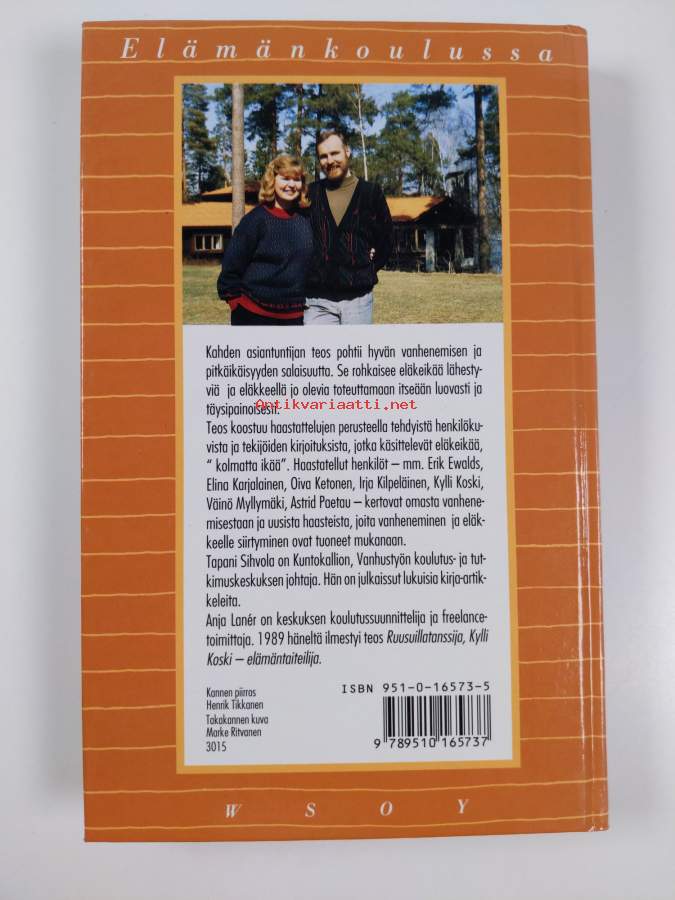 Elämänkoulussa
Kahden asiantuntijan teos pohtii hyvän vanhenemisen ja
pitkäikäisyyden salaisuutta. Se rohkaisee eläkeikää lähesty-
viä ja eläkkeellä jo olevia toteuttamaan itseään luovasti ja
täysipainoisesti.
Antikvariaatti.net
Teos koostuu haastattelujen perusteella tehdyistä henkilöku-
vista ja tekijöiden kirjoituksista, jotka käsittelevät eläkeikää,
” kolmatta ikää”. Haastatellut henkilöt – mm. Erik Ewalds,
Elina Karjalainen, Oiva Ketonen, Irja Kilpeläinen, Kylli Koski,
Väinö Myllymäki, Astrid Poetau – kertovat omasta vanhene-
misestaan ja uusista haasteista, joita vanheneminen ja eläk-
keelle siirtyminen ovat tuoneet mukanaan.
Tapani Sihvola on Kuntokallion, Vanhustyön koulutus- ja tut-
kimuskeskuksen johtaja. Hän on julkaissut lukuisia kirja-artik-
keleita.
Anja Lanér on keskuksen koulutussuunnittelija ja freelance-
toimittaja. 1989 häneltä ilmestyi teos Ruusuillatanssija, Kylli
Koski – elämäntaiteilija.
Kannen piirros
Henrik Tikkanen
Takakannen kuva
Marke Ritvanen
3015
ISBN 951-0-16573-5
9 789510 165737
WSOY